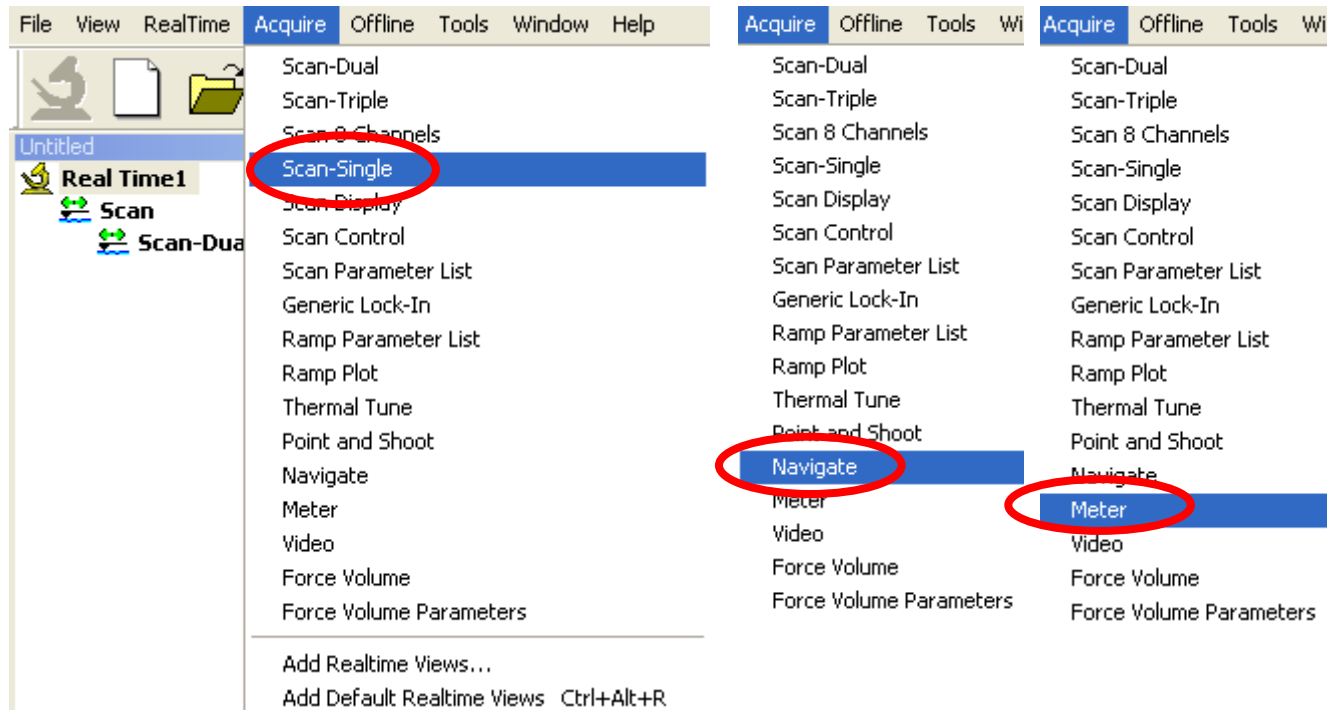 File View RealTime Acquire Offline Tools Window Help
Untitled
Real Time1
Scan
Scan-Dua
Scan-Dual
Scan-Triple
Scan 8 Channels
Scan-Single
Scan Display
Scan Control
Scan Parameter List
Generic Lock-In
Ramp Parameter List
Ramp Plot
Thermal Tune
Point and Shoot
Navigate
Meter
Video
Force Volume
Force Volume Parameters
Add Realtime Views...
Add Default Realtime Views Ctrl+Alt+R
Acquire Offline Tools Wi
Scan-Dual
Scan-Triple
Scan 8 Channels
Scan-Single
Scan Display
Scan Control
Scan Parameter List
Generic Lock-In
Ramp Parameter List
Ramp Plot
Thermal Tune
Point and Shoot
Navigate
Meter
Video
Force Volume
Force Volume Parameters
Acquire Offline Tools Wi
Scan-Dual
Scan-Triple
Scan 8 Channels
Scan-Single
Scan Display
Scan Control
Scan Parameter List
Generic Lock-In
Ramp Parameter List
Ramp Plot
Thermal Tune
Point and Shoot
Navigate
Meter
Video
Force Volume
Force Volume Parameters